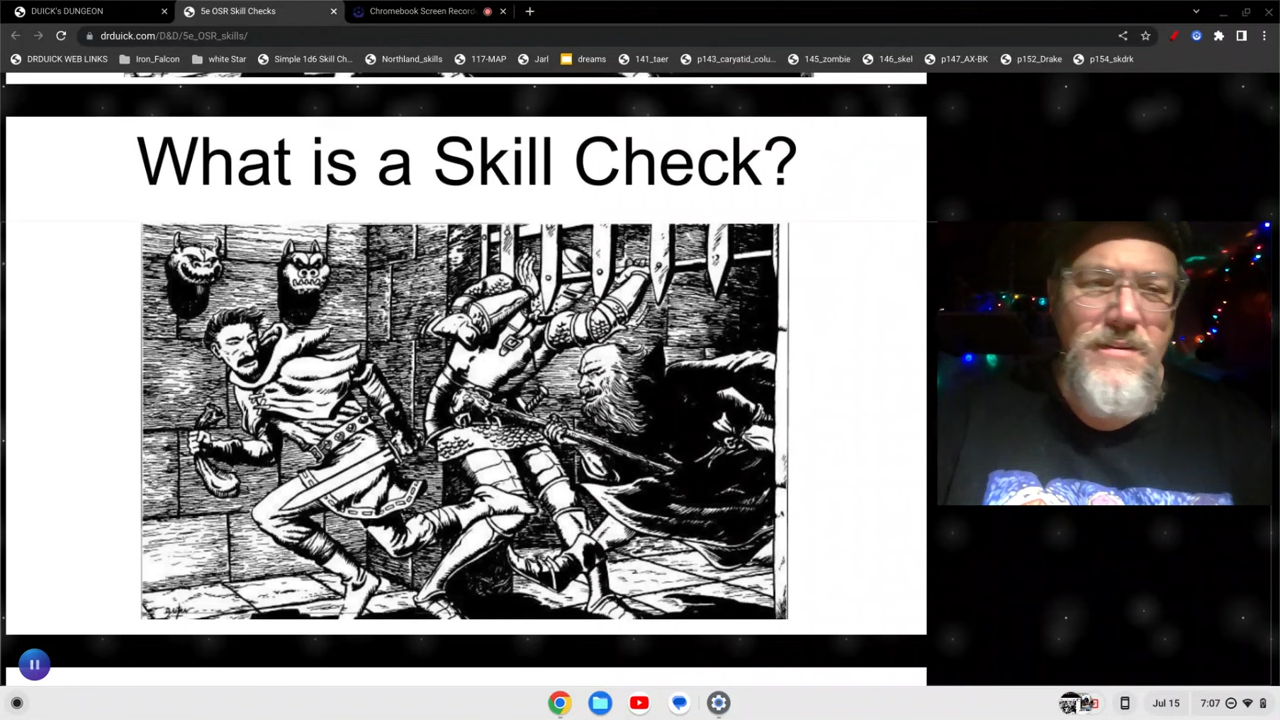 DUICK's DUNGEON
5e OSR Skill Checks
Chromebook Screen Record
drduick.com/D&D/5e_OSR_skills/
DRDUICK WEB LINKS
Iron_Falcon
white Star
Simple 1d6 Skill Ch...
Northland_skills
117-MAP
Jarl
dreams
141_taer
p143_caryatid_colu...
145_zombie
146_skel
p147_AX-BK
p152_Drake
p154_skdrk
What is a Skill Check?
Jul 15
7:07